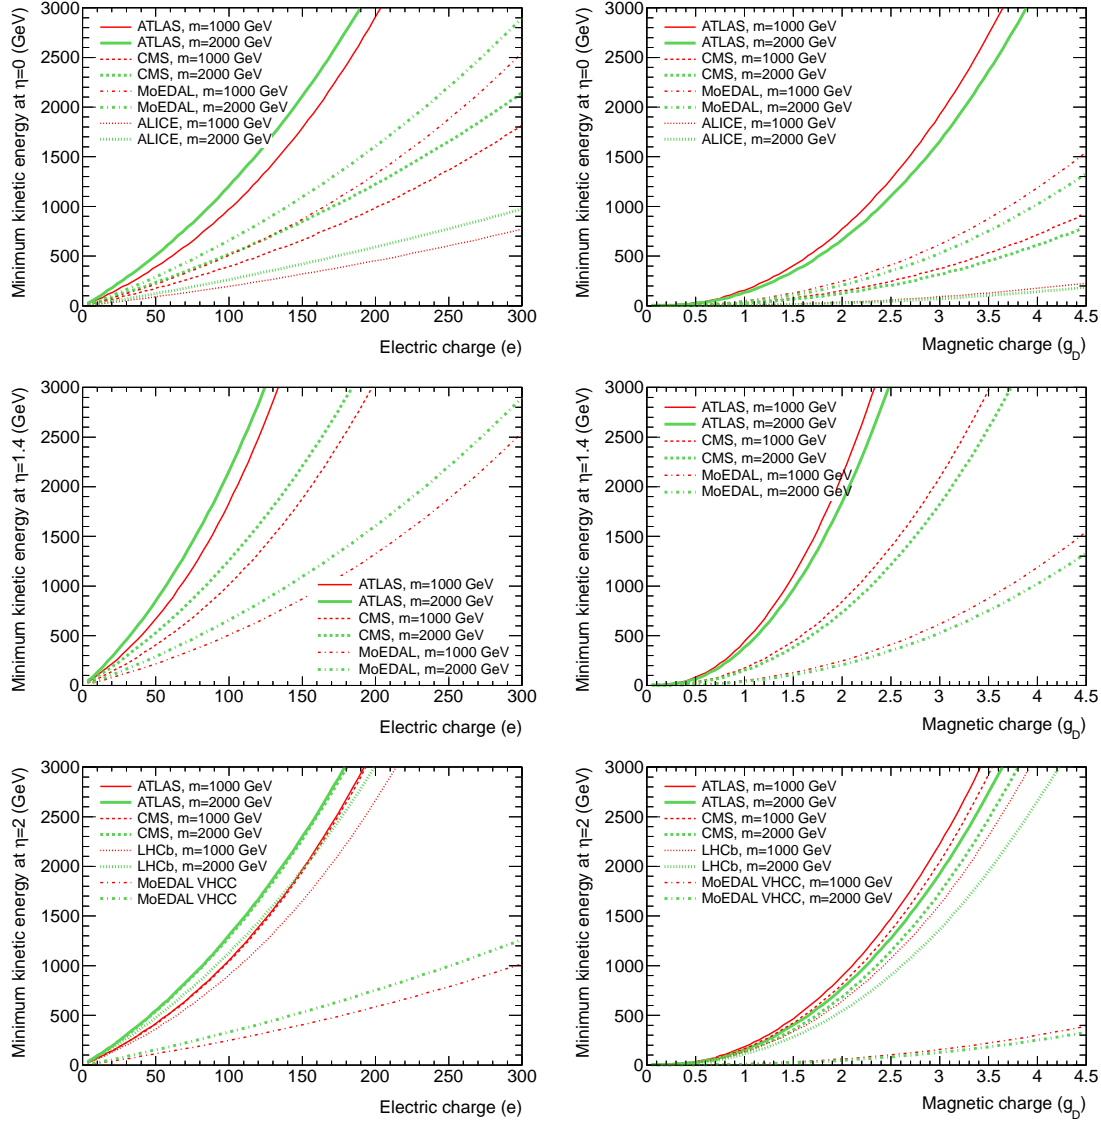 Minimum kinetic energy at η=0 (GeV)
3000
2500
2000
1500
1000
500
0
ATLAS, m=1000 GeV
ATLAS, m=2000 GeV
CMS, m=1000 GeV
CMS, m=2000 GeV
MoEDAL, m=1000 GeV
MoEDAL, m=2000 GeV
ALICE, m=1000 GeV
ALICE, m=2000 GeV
0 50 100 150 200 250 300
Electric charge (e)
Minimum kinetic energy at η=0 (GeV)
3000
2500
2000
1500
1000
500
0
ATLAS, m=1000 GeV
ATLAS, m=2000 GeV
CMS, m=1000 GeV
CMS, m=2000 GeV
MoEDAL, m=1000 GeV
MoEDAL, m=2000 GeV
ALICE, m=1000 GeV
ALICE, m=2000 GeV
0 0.5 1 1.5 2 2.5 3 3.5 4 4.5
Magnetic charge (g_D)
Minimum kinetic energy at η=1.4 (GeV)
3000
2500
2000
1500
1000
500
0
ATLAS, m=1000 GeV
ATLAS, m=2000 GeV
CMS, m=1000 GeV
CMS, m=2000 GeV
MoEDAL, m=1000 GeV
MoEDAL, m=2000 GeV
0 50 100 150 200 250 300
Electric charge (e)
Minimum kinetic energy at η=1.4 (GeV)
3000
2500
2000
1500
1000
500
0
ATLAS, m=1000 GeV
ATLAS, m=2000 GeV
CMS, m=1000 GeV
CMS, m=2000 GeV
MoEDAL, m=1000 GeV
MoEDAL, m=2000 GeV
0 0.5 1 1.5 2 2.5 3 3.5 4 4.5
Magnetic charge (g_D)
Minimum kinetic energy at η=2 (GeV)
3000
2500
2000
1500
1000
500
0
ATLAS, m=1000 GeV
ATLAS, m=2000 GeV
CMS, m=1000 GeV
CMS, m=2000 GeV
LHCb, m=1000 GeV
LHCb, m=2000 GeV
MoEDAL VHCC
MoEDAL VHCC
0 50 100 150 200 250 300
Electric charge (e)
Minimum kinetic energy at η=2 (GeV)
3000
2500
2000
1500
1000
500
0
ATLAS, m=1000 GeV
ATLAS, m=2000 GeV
CMS, m=1000 GeV
CMS, m=2000 GeV
LHCb, m=1000 GeV
LHCb, m=2000 GeV
MoEDAL VHCC, m=1000 GeV
MoEDAL VHCC, m=2000 GeV
0 0.5 1 1.5 2 2.5 3 3.5 4 4.5
Magnetic charge (g_D)